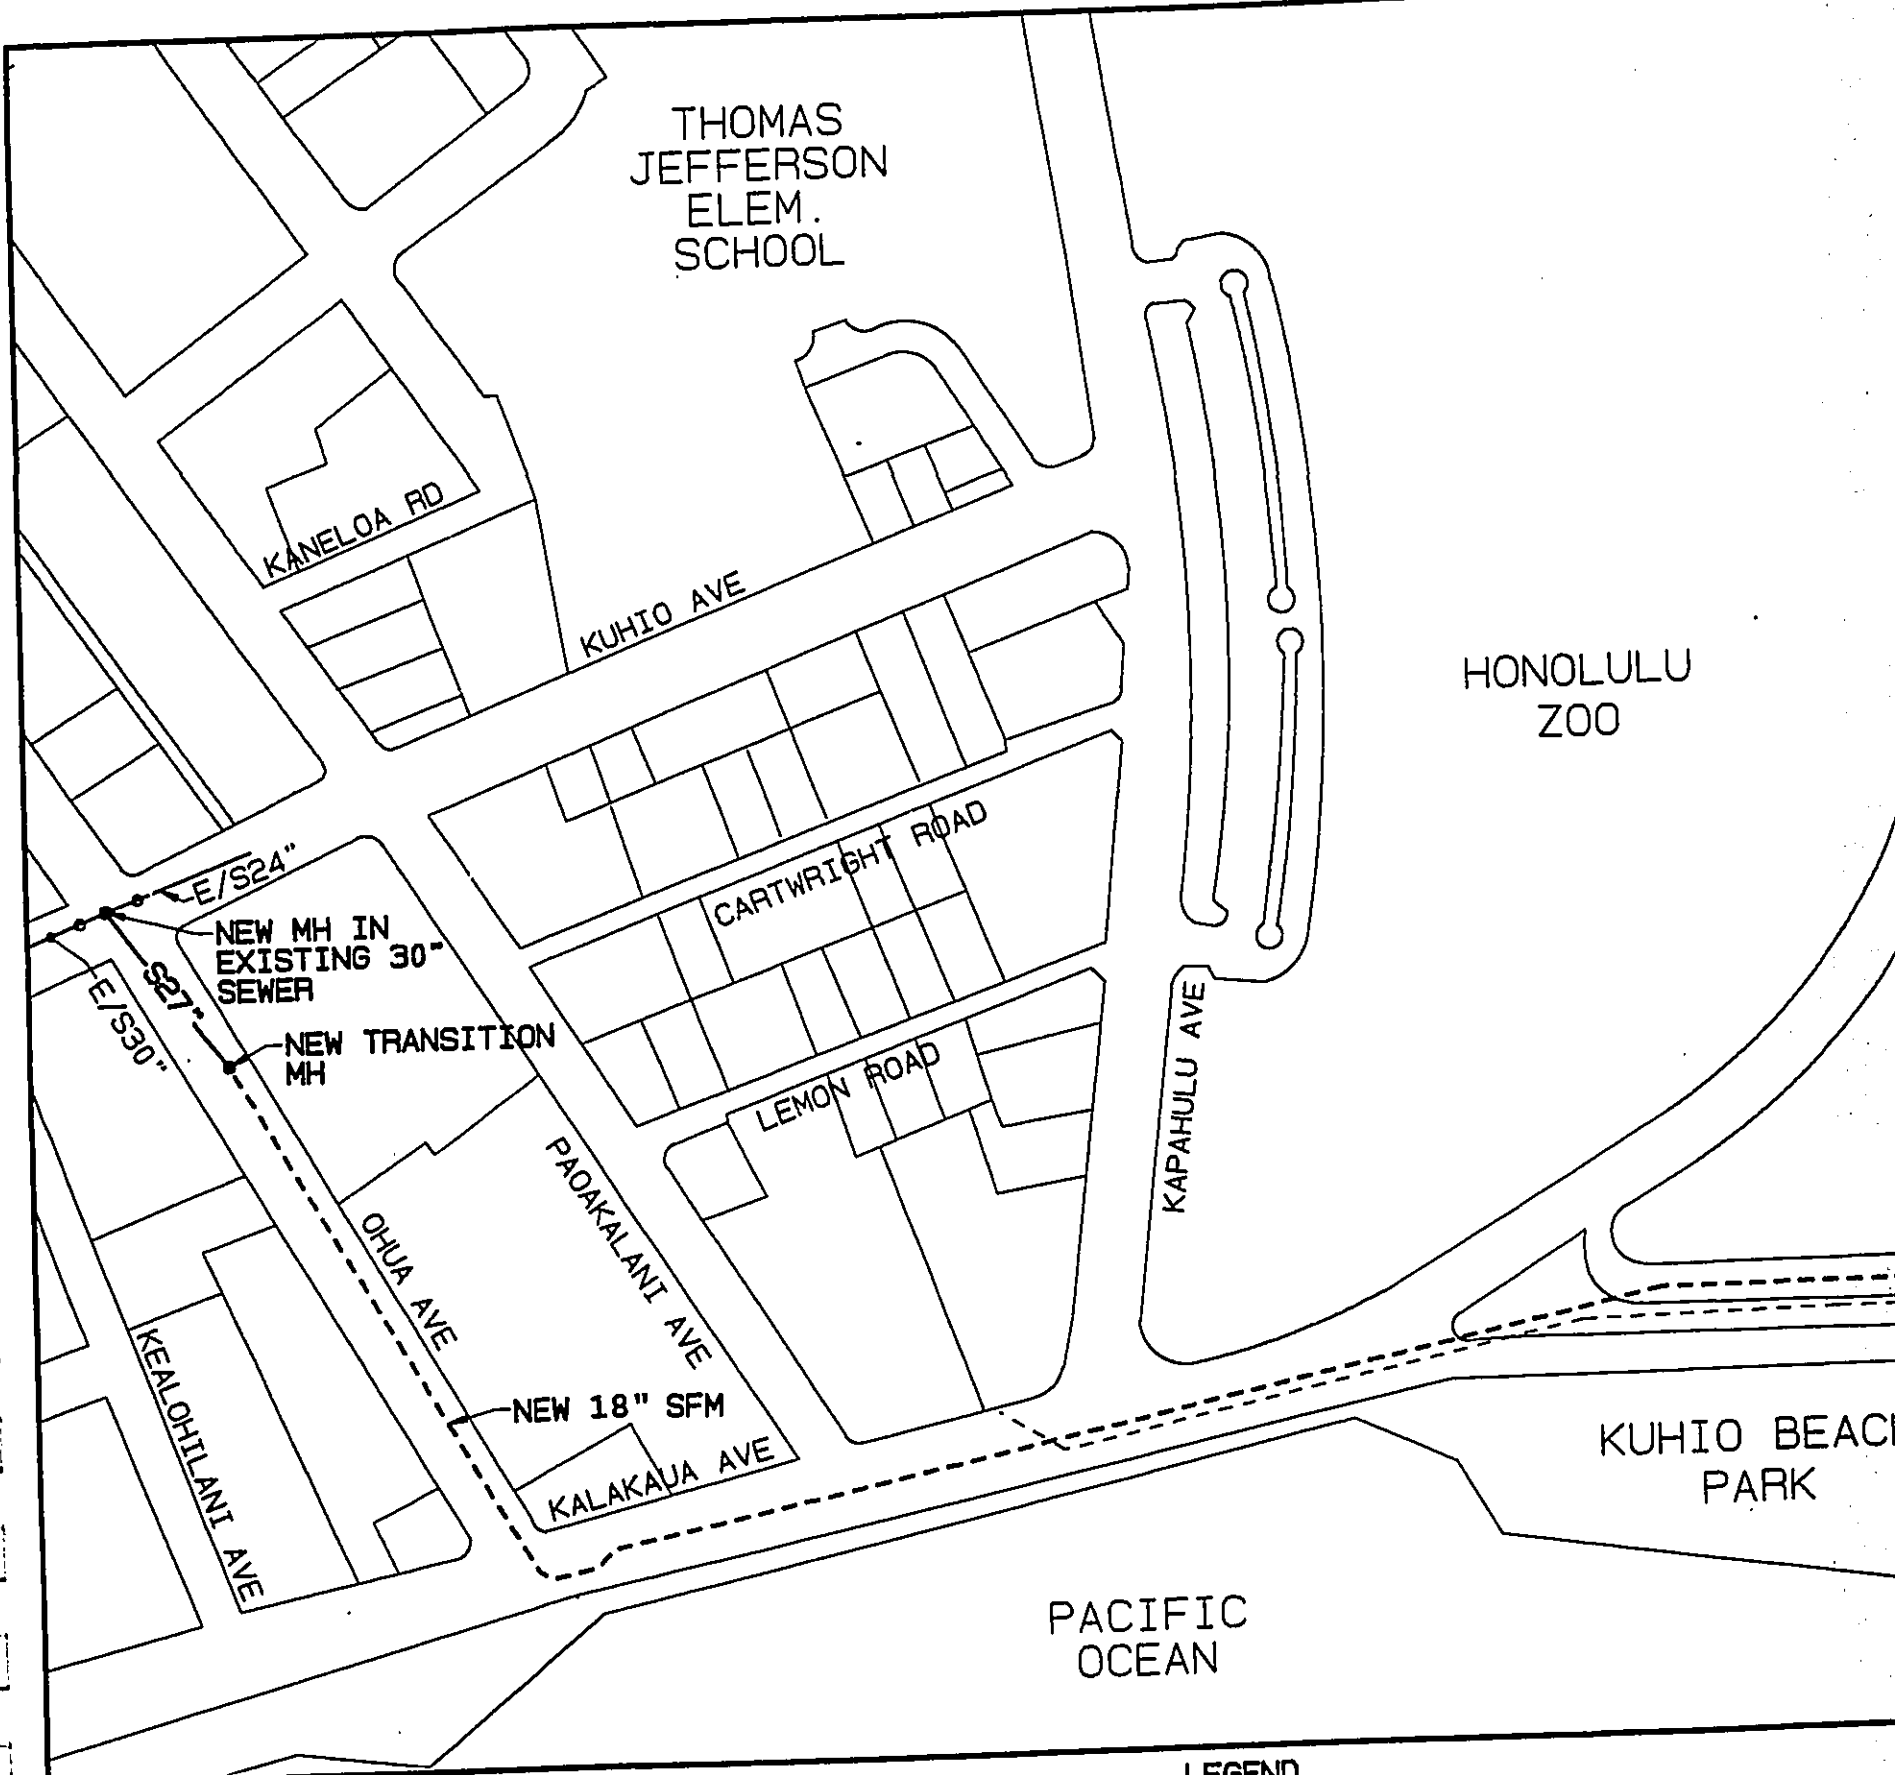 THOMAS
JEFFERSON
ELEM.
SCHOOL
KANELOA RD
KUHIO AVE
HONOLULU
ZOO
CARTWRIGHT ROAD
E/S24"
NEW MH IN
EXISTING 30"
SEWER
S27"
E/S30"
NEW TRANSITION
MH
LEMON ROAD
KAPAHULU AVE
PAOAKALANI AVE
OHUA AVE
KEALOHILANI AVE
NEW 18" SFM
KALAKAUA AVE
KUHIO BEACH
PARK
PACIFIC
OCEAN
LEGEND